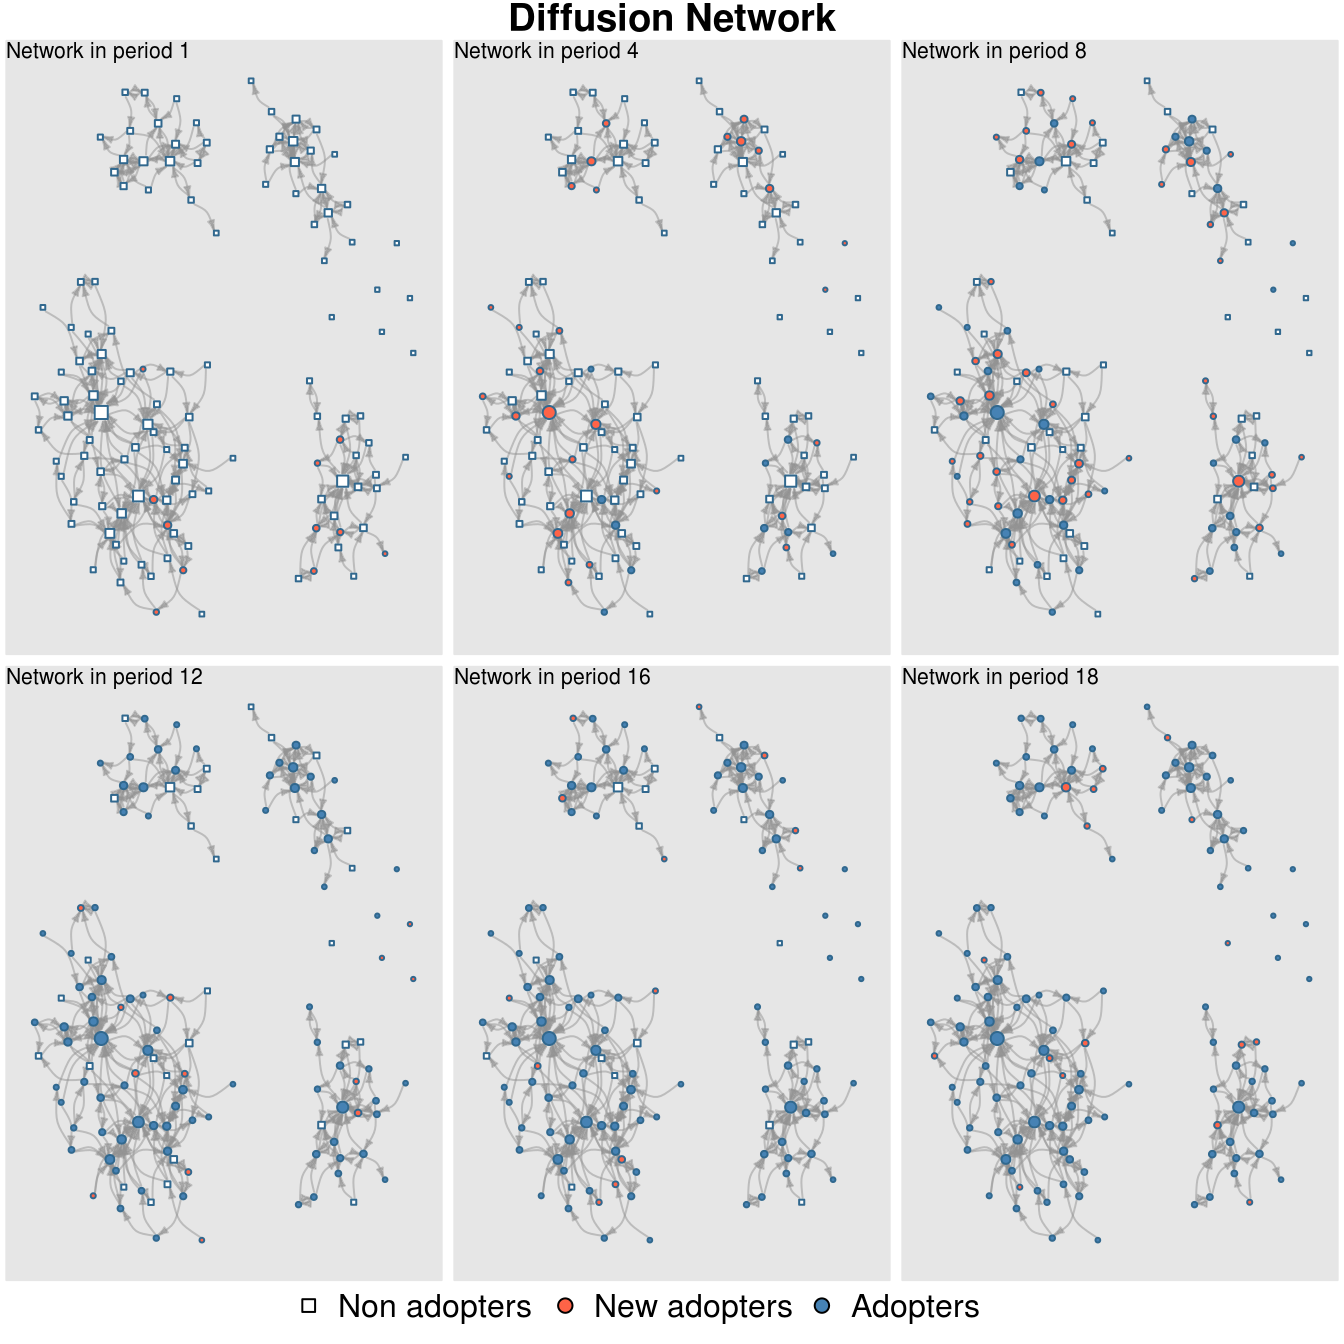 Diffusion Network
Network in period 1
Network in period 4
Network in period 8
Network in period 12
Network in period 16
Network in period 18
Non adopters New adopters Adopters